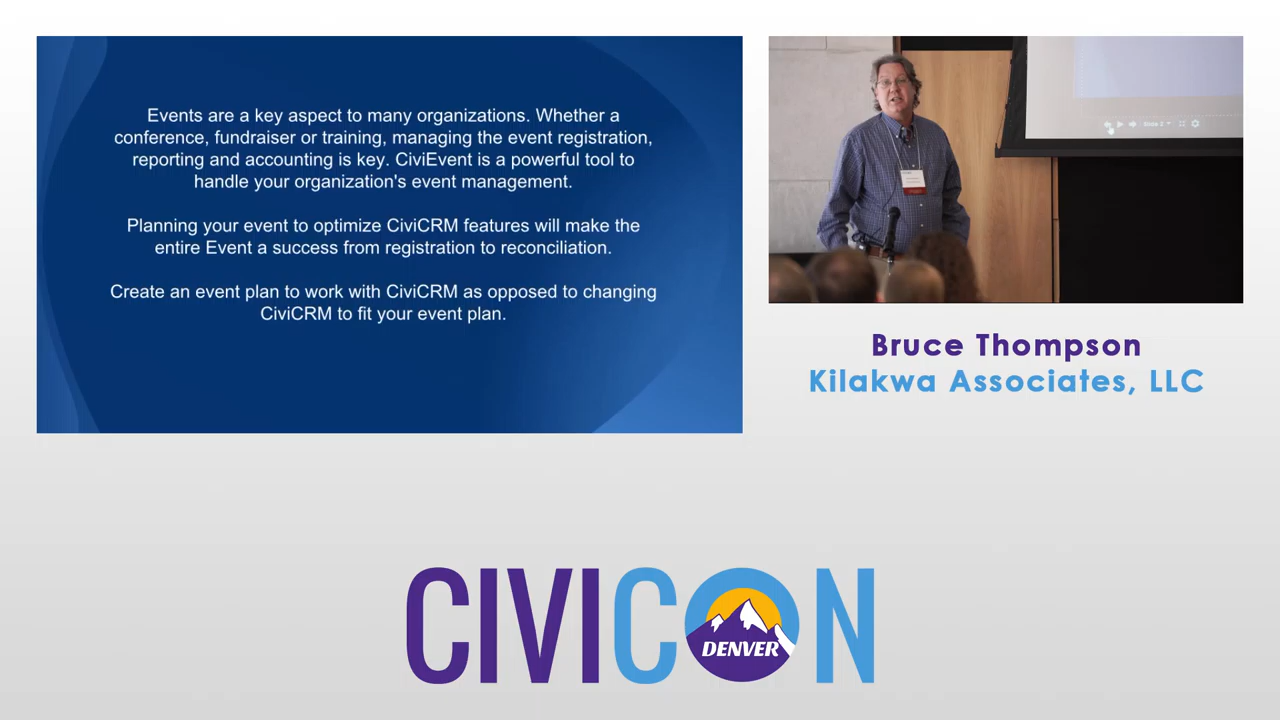 Events are a key aspect to many organizations. Whether a
conference, fundraiser or training, managing the event registration,
reporting and accounting is key. CiviEvent is a powerful tool to
handle your organization's event management.
Planning your event to optimize CiviCRM features will make the
entire Event a success from registration to reconciliation.
Create an event plan to work with CiviCRM as opposed to changing
CiviCRM to fit your event plan.
Slide 2
Bruce Thompson
Kilakwa Associates, LLC
CIVICON
DENVER